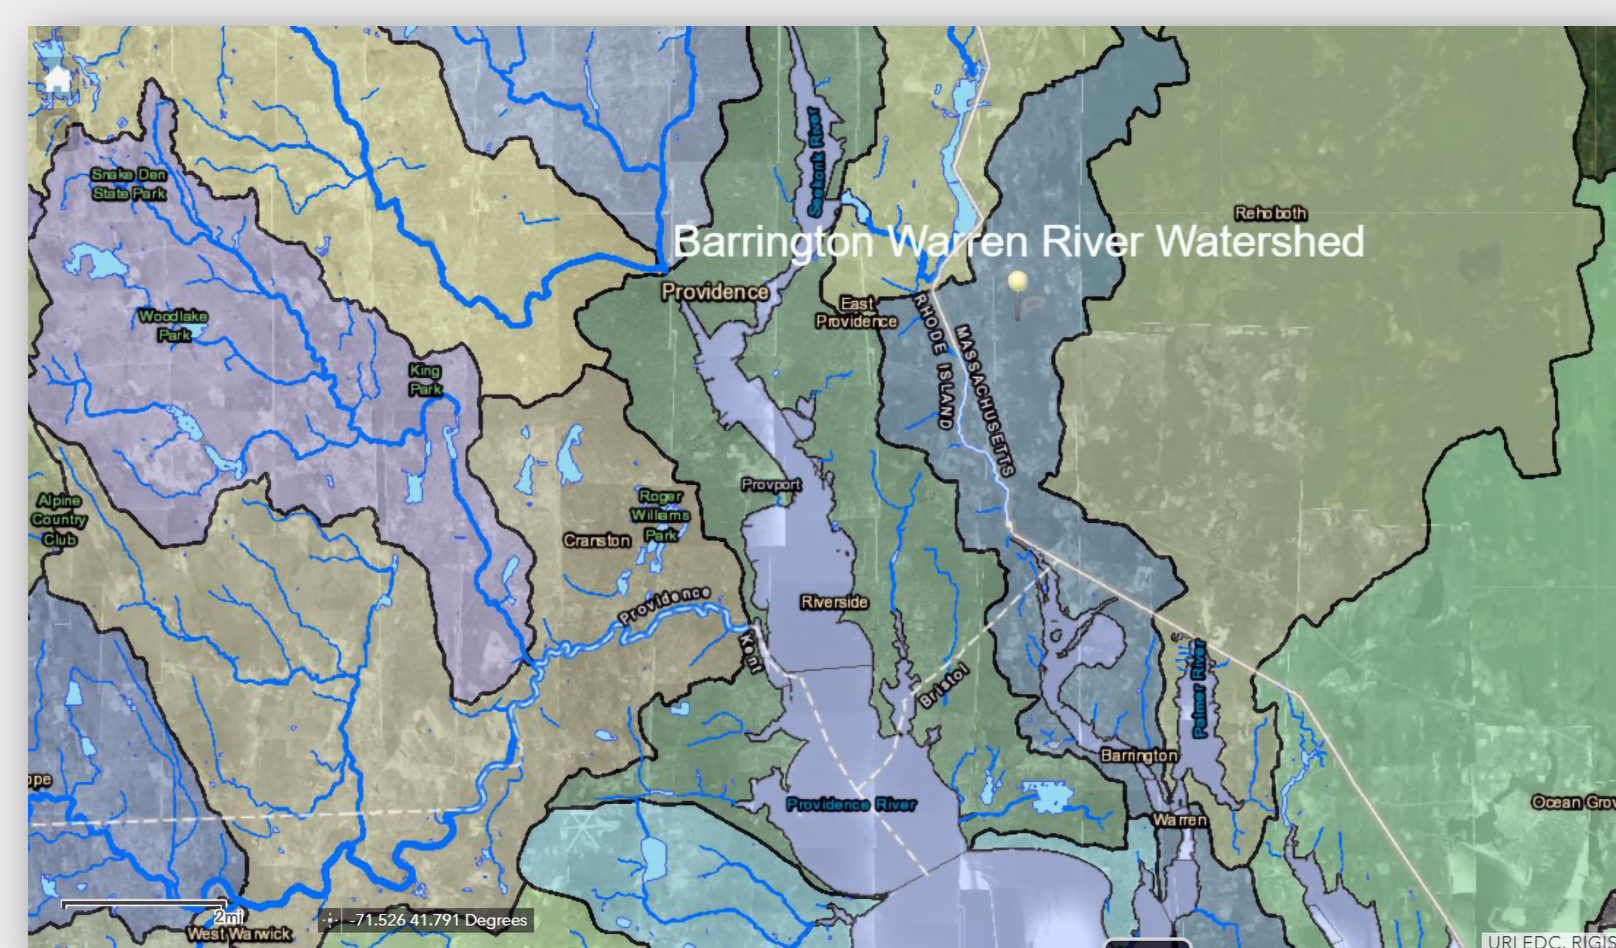 Snake Den
State Park
Seekonk River
Rehoboth
Barrington Warren River Watershed
Providence
East
Providence
RHODE ISLAND
MASSACHUSETTS
Woodlake
Park
King
Park
Alpine
Country
Club
Roger
Williams
Park
Cranston
Provport
Providence
Kent
Riverside
Bristol
Palmer River
Barrington
Providence River
Warren
Ocean Grov
ope
2mi
-71.526 41.791 Degrees
West Warwick
URI EDC, RIGIS